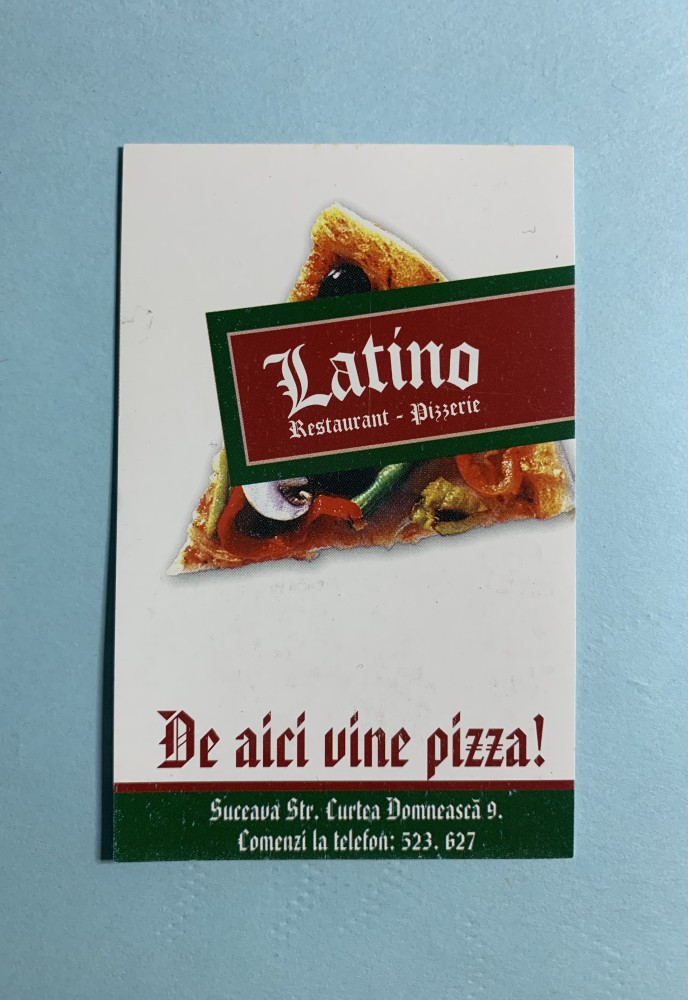 Latino
Restaurant - Pizzerie
De aici vine pizza!
Suceava Str. Curtea Domnească 9.
Comenzi la telefon: 523. 627